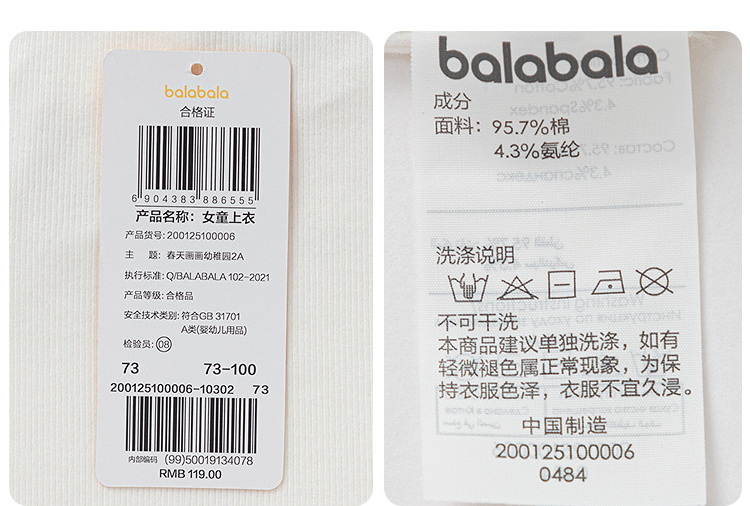 balabala
合格证
6 904383 886555
产品名称: 女童上衣
产品货号: 200125100006
主 题: 春天画画幼稚园2A
执行标准: Q/BALABALA 102-2021
产品等级: 合格品
安全技术类别: 符合GB 31701
A类(婴幼儿用品)
检验员: 08
73 73-100
200125100006-10302 73
内部编码 (99)50019134078
RMB 119.00
balabala
成分
面料: 95.7%棉
4.3%氨纶
洗涤说明
不可干洗
本商品建议单独洗涤, 如有
轻微褪色属正常现象, 为保
持衣服色泽, 衣服不宜久浸。
中国制造
200125100006
0484